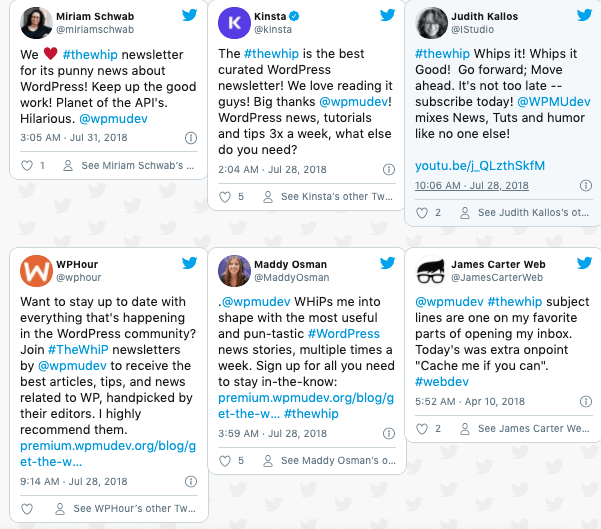 Miriam Schwab
@miriamschwab
We ❤️ #thewhip newsletter
for its punny news about
WordPress! Keep up the good
work! Planet of the API's.
Hilarious. @wpmudev
3:05 AM · Jul 31, 2018
1 See Miriam Schwab's ...
Kinsta
@kinsta
The #thewhip is the best
curated WordPress
newsletter! We love reading it
guys! Big thanks @wpmudev!
WordPress news, tutorials
and tips 3x a week, what else
do you need?
2:04 AM · Jul 28, 2018
5 See Kinsta's other Tw...
Judith Kallos
@IStudio
#thewhip Whips it! Whips it
Good! Go forward; Move
ahead. It's not too late --
subscribe today! @WPMUdev
mixes News, Tuts and humor
like no one else!
youtu.be/j_QLzthSkfM
10:06 AM · Jul 28, 2018
2 See Judith Kallos's ot...
WPHour
@wphour
Want to stay up to date with
everything that's happening
in the WordPress community?
Join #TheWhiP newsletters
by @wpmudev to receive the
best articles, tips, and news
related to WP, handpicked by
their editors. I highly
recommend them.
premium.wpmudev.org/blog/g
et-the-w...
9:14 AM · Jul 28, 2018
See WPHour's other Tw...
Maddy Osman
@MaddyOsman
.@wpmudev WHiPs me into
shape with the most useful
and pun-tastic #WordPress
news stories, multiple times a
week. Sign up for all you need
to stay in-the-know:
premium.wpmudev.org/blog/g
et-the-w... #thewhip
3:59 AM · Jul 28, 2018
5 See Maddy Osman's o...
James Carter Web
@JamesCarterWeb
@wpmudev #thewhip subject
lines are one on my favorite
parts of opening my inbox.
Today's was extra onpoint
"Cache me if you can".
#webdev
5:52 AM · Apr 10, 2018
2 See James Carter We...